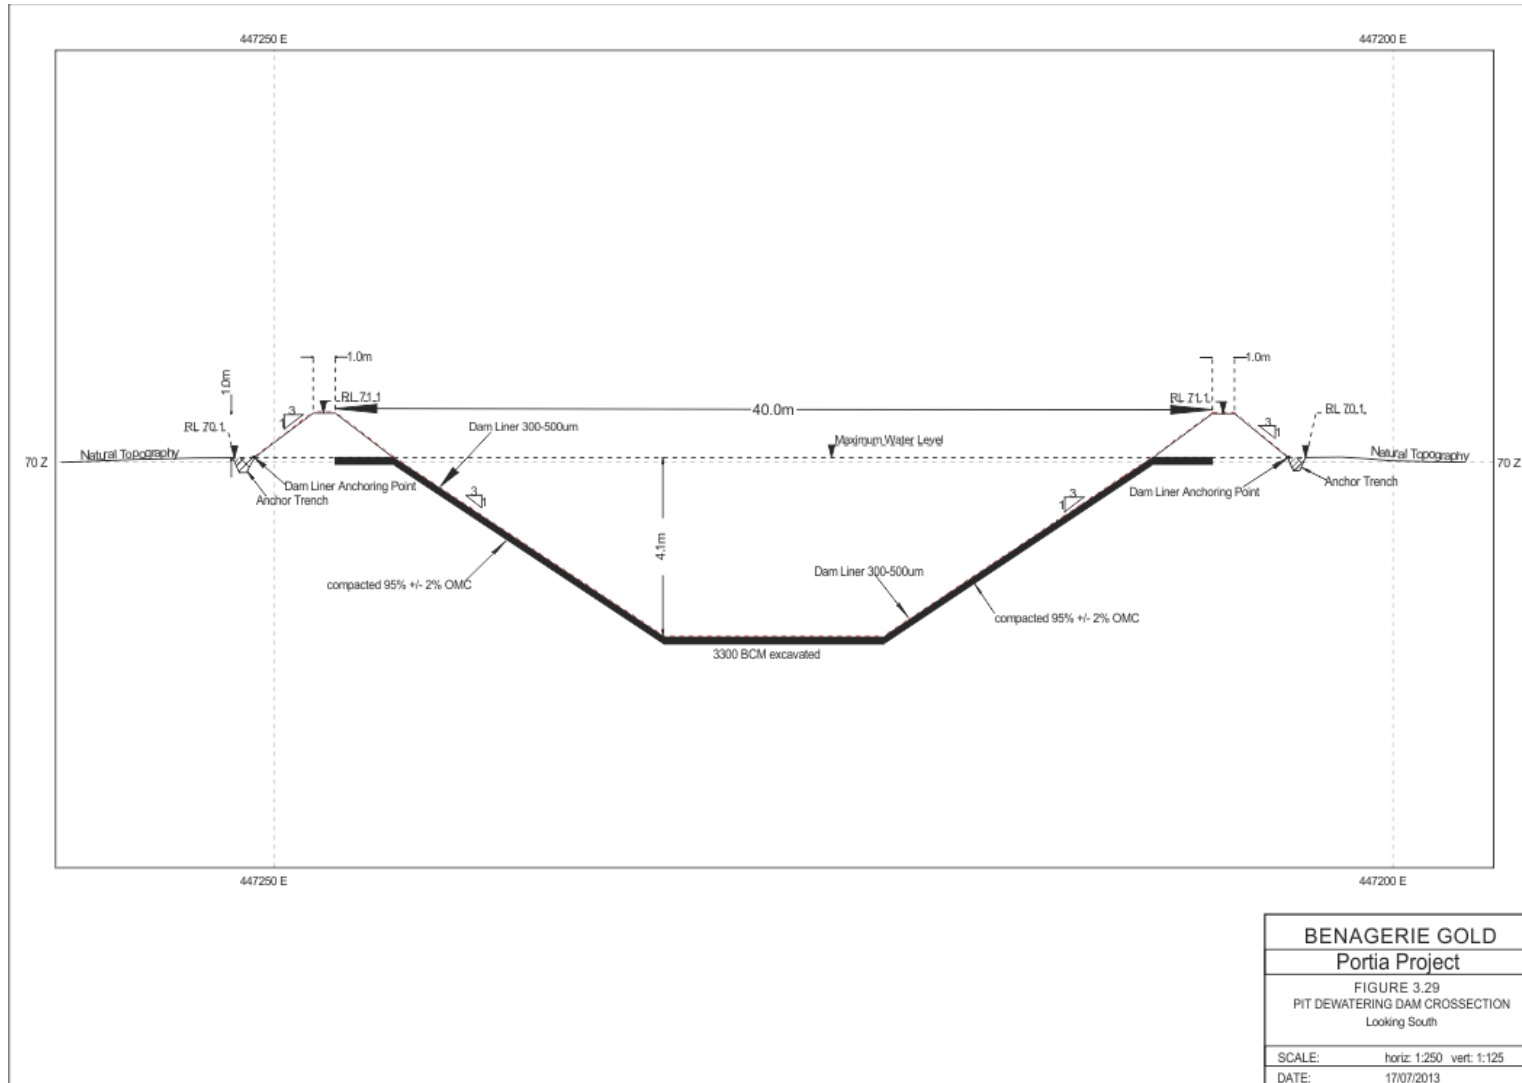 447250 E
447200 E
1.0m
1.0m
1.0m
RL 71.1
RL 71.1
40.0m
RL 70.1
RL 70.1
Dam Liner 300-500um
Maximum Water Level
3
1
3
1
Natural Topography
Natural Topography
70 Z
70 Z
Dam Liner Anchoring Point
Anchor Trench
Dam Liner Anchoring Point
Anchor Trench
3
1
3
1
4.1m
Dam Liner 300-500um
compacted 95% +/- 2% OMC
compacted 95% +/- 2% OMC
3300 BCM excavated
447250 E
447200 E
BENAGERIE GOLD
Portia Project
FIGURE 3.29
PIT DEWATERING DAM CROSSECTION
Looking South
SCALE: horiz: 1:250 vert: 1:125
DATE: 17/07/2013